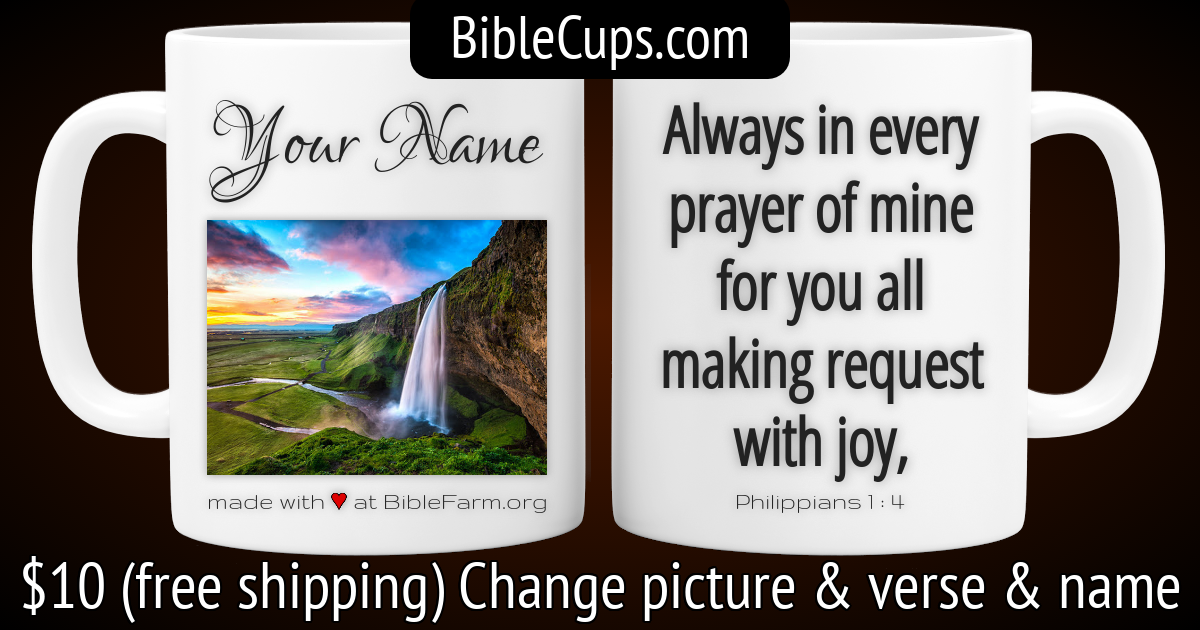 BibleCups.com
Your Name
made with ♥ at BibleFarm.org
Always in every
prayer of mine
for you all
making request
with joy,
Philippians 1 : 4
$10 (free shipping) Change picture & verse & name